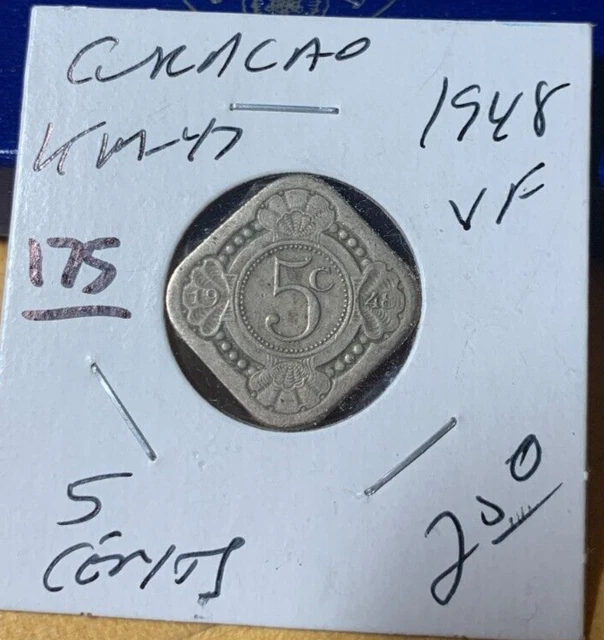 CURACAO
1948
KM-47
VF
175
5c
19 48
5
CENTS
2.00